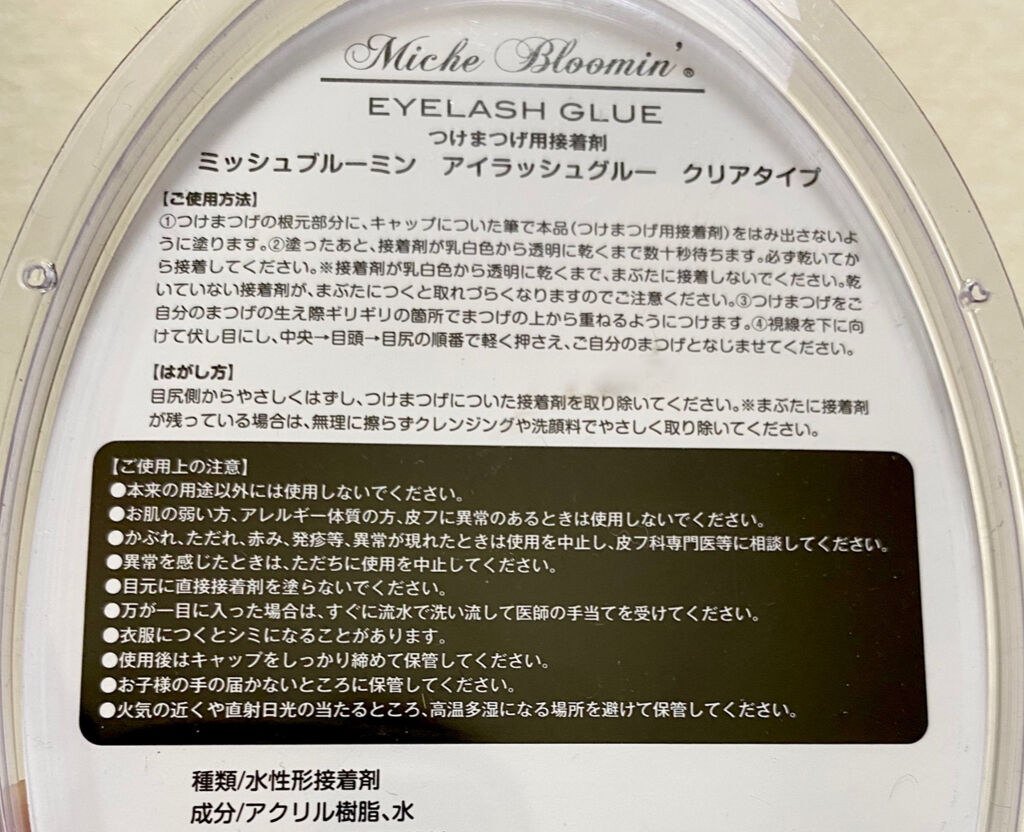 Miche Bloomin'®
EYELASH GLUE
つけまつげ用接着剤
ミッシュブルーミン アイラッシュグルー クリアタイプ
【ご使用方法】
①つけまつげの根元部分に、キャップについた筆で本品(つけまつげ用接着剤)をはみ出さないよ
うに塗ります。②塗ったあと、接着剤が乳白色から透明に乾くまで数十秒待ちます。必ず乾いてか
ら接着してください。※接着剤が乳白色から透明に乾くまで、まぶたに接着しないでください。乾
いていない接着剤が、まぶたにつくと取れづらくなりますのでご注意ください。③つけまつげをご
自分のまつげの生え際ギリギリの箇所でまつげの上から重ねるようにつけます。④視線を下に向
けて伏し目にし、中央→目頭→目尻の順番で軽く押さえ、ご自分のまつげとなじませてください。
【はがし方】
目尻側からやさしくはずし、つけまつげについた接着剤を取り除いてください。※まぶたに接着剤
が残っている場合は、無理に擦らずクレンジングや洗顔料でやさしく取り除いてください。
【ご使用上の注意】
●本来の用途以外には使用しないでください。
●お肌の弱い方、アレルギー体質の方、皮フに異常のあるときは使用しないでください。
●かぶれ、ただれ、赤み、発疹等、異常が現れたときは使用を中止し、皮フ科専門医等に相談してください。
●異常を感じたときは、ただちに使用を中止してください。
●目元に直接接着剤を塗らないでください。
●万が一目に入った場合は、すぐに流水で洗い流して医師の手当てを受けてください。
●衣服につくとシミになることがあります。
●使用後はキャップをしっかり締めて保管してください。
●お子様の手の届かないところに保管してください。
●火気の近くや直射日光の当たるところ、高温多湿になる場所を避けて保管してください。
種類/水性形接着剤
成分/アクリル樹脂、水